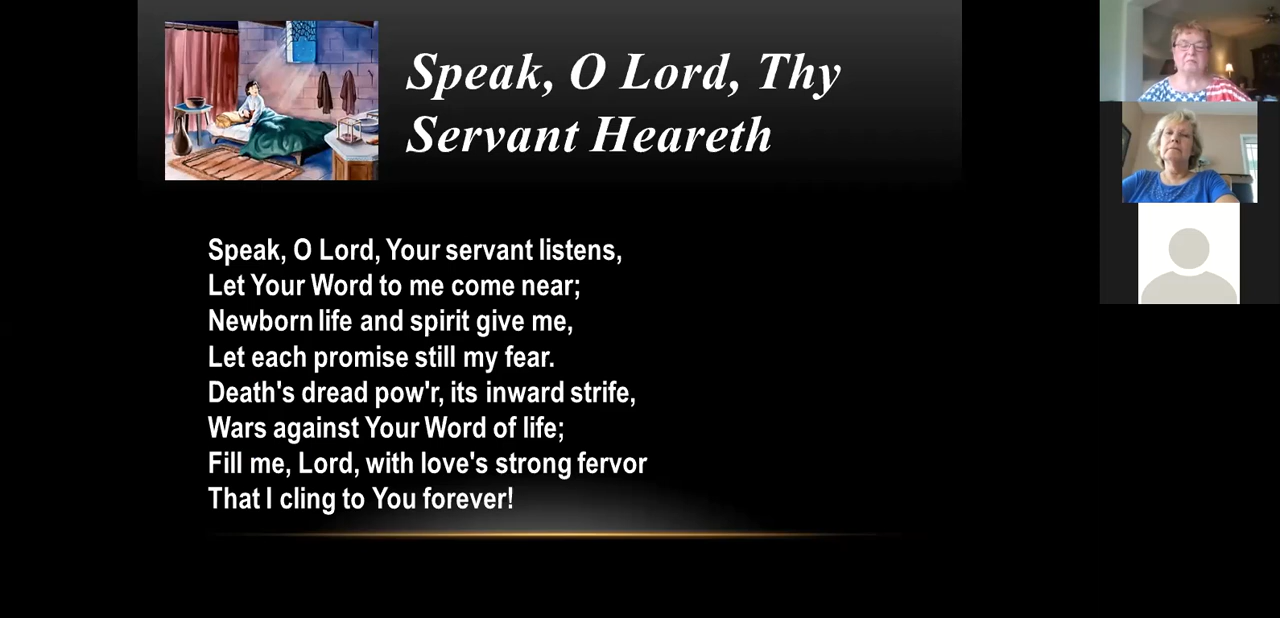 Speak, O Lord, Thy
Servant Heareth
Speak, O Lord, Your servant listens,
Let Your Word to me come near;
Newborn life and spirit give me,
Let each promise still my fear.
Death's dread pow'r, its inward strife,
Wars against Your Word of life;
Fill me, Lord, with love's strong fervor
That I cling to You forever!